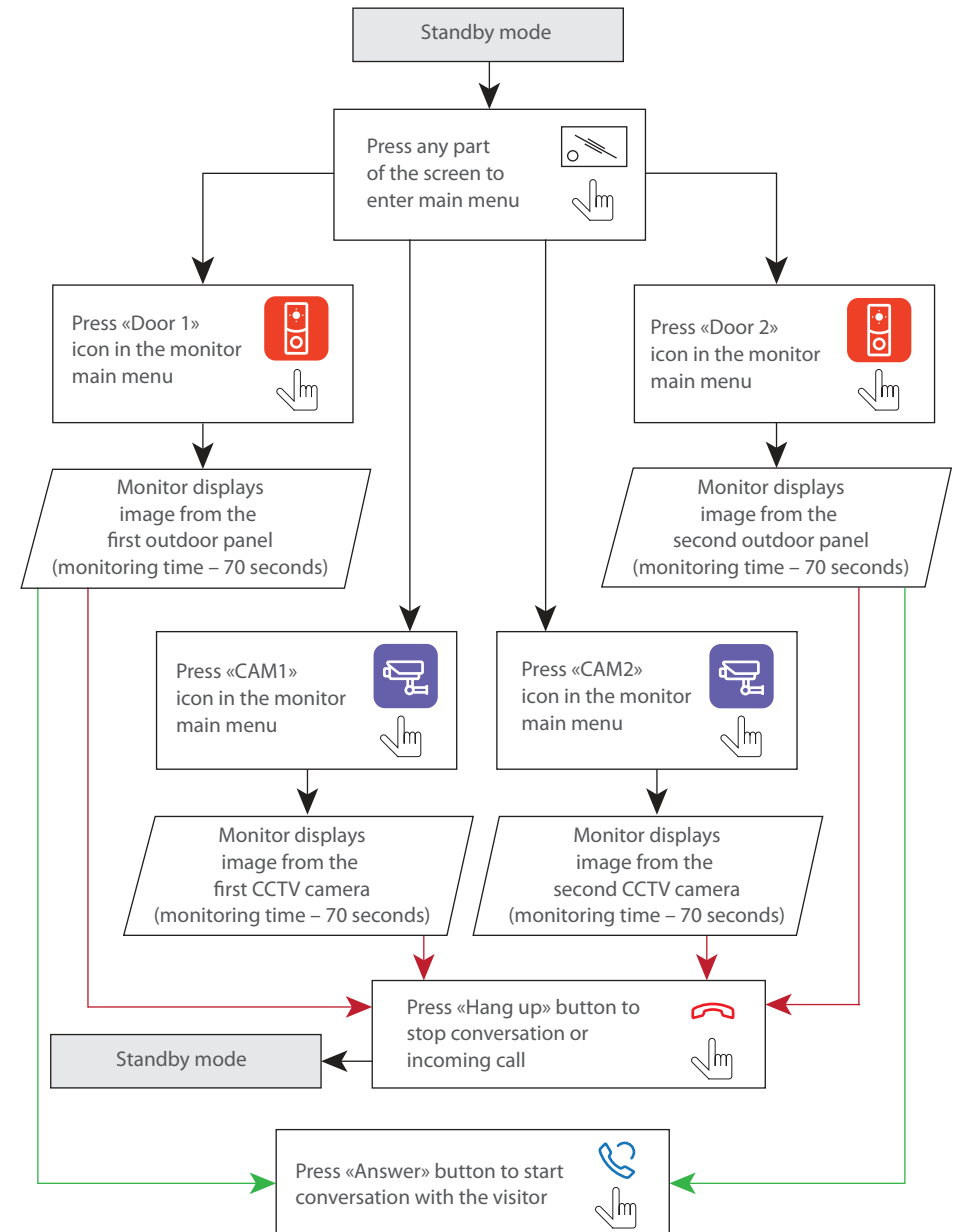 Standby mode
Press any part
of the screen to
enter main menu
Press «Door 1»
icon in the monitor
main menu
Press «Door 2»
icon in the monitor
main menu
Monitor displays
image from the
first outdoor panel
(monitoring time – 70 seconds)
Monitor displays
image from the
second outdoor panel
(monitoring time – 70 seconds)
Press «CAM1»
icon in the monitor
main menu
Press «CAM2»
icon in the monitor
main menu
Monitor displays
image from the
first CCTV camera
(monitoring time – 70 seconds)
Monitor displays
image from the
second CCTV camera
(monitoring time – 70 seconds)
Press «Hang up» button to
stop conversation or
incoming call
Standby mode
Press «Answer» button to start
conversation with the visitor